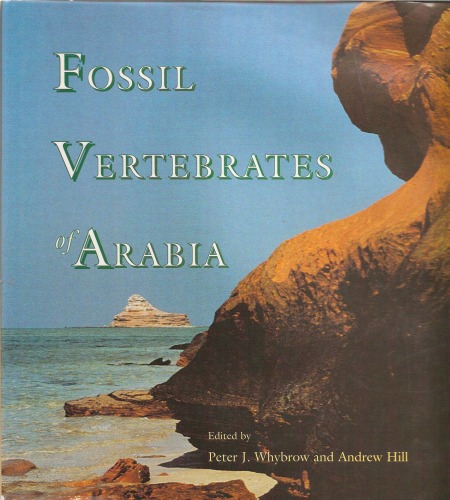 FOSSIL
VERTEBRATES
of ARABIA
Edited by
Peter J. Whybrow and Andrew Hill